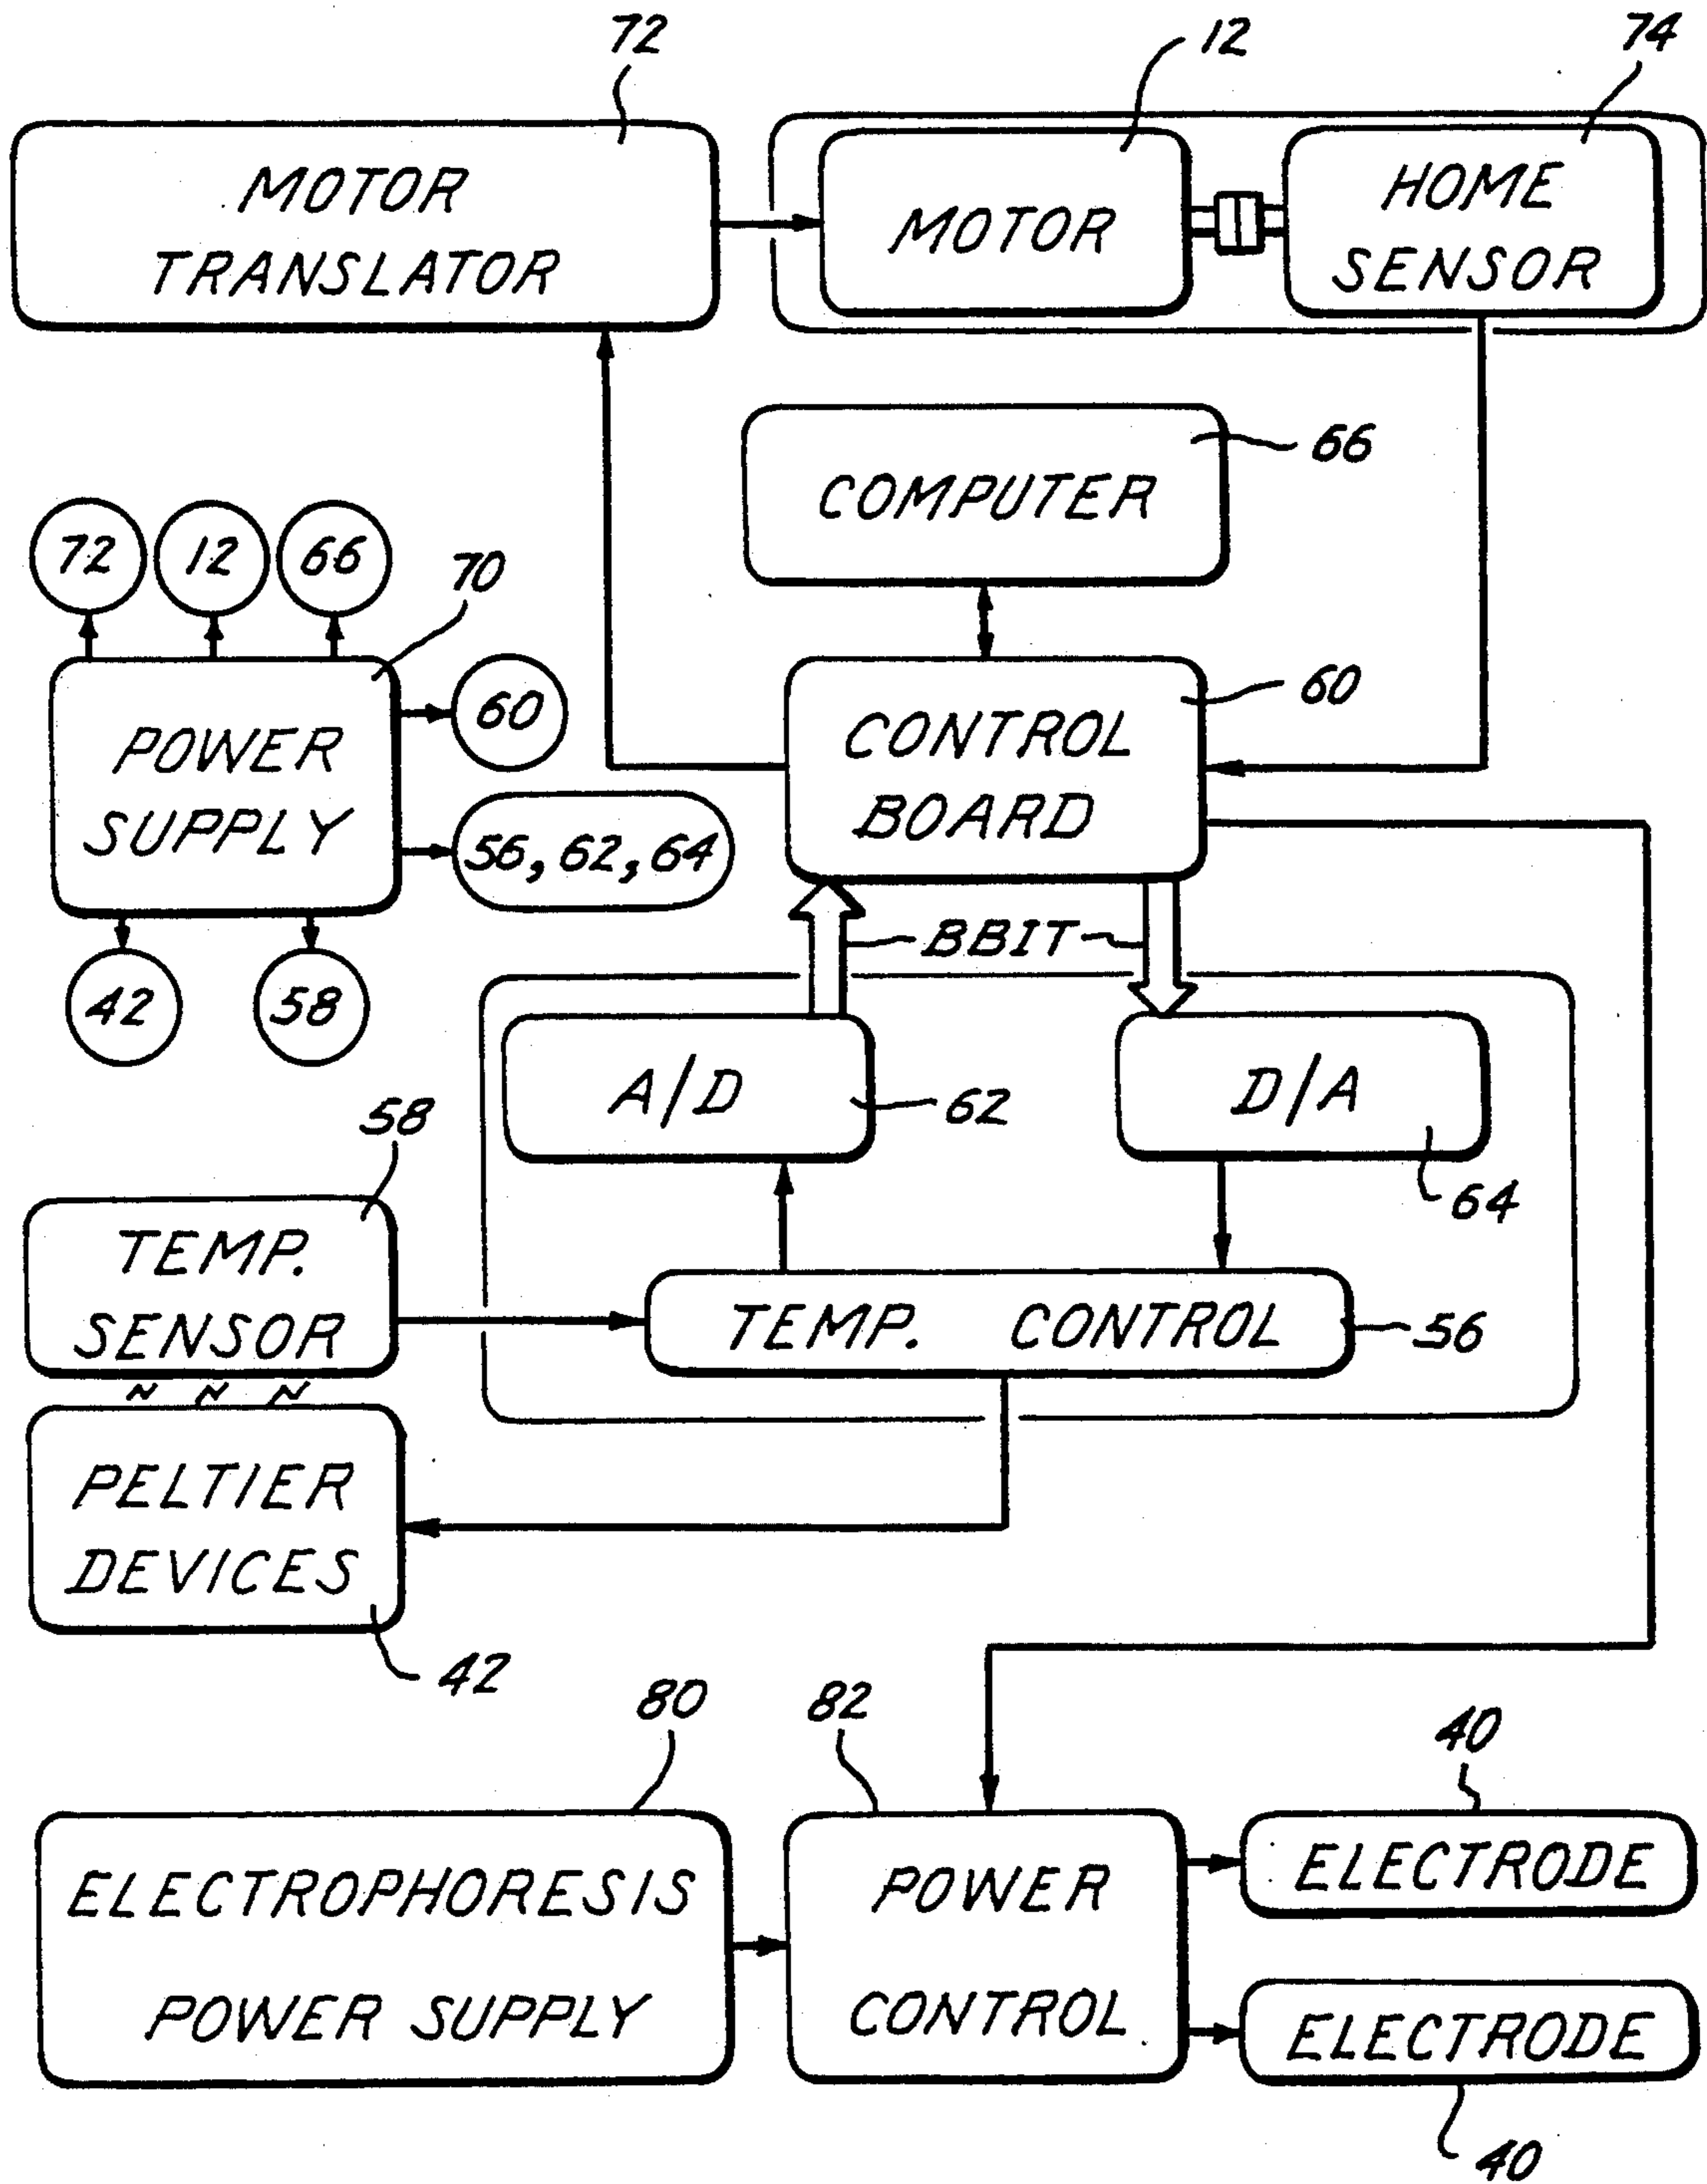 72
12
74
MOTOR
TRANSLATOR
MOTOR
HOME
SENSOR
66
COMPUTER
72
12
66
70
60
60
POWER
SUPPLY
CONTROL
BOARD
56, 62, 64
BBIT
42
58
A/D
62
D/A
64
58
TEMP.
SENSOR
TEMP. CONTROL
56
PELTIER
DEVICES
42
80
82
40
ELECTROPHORESIS
POWER SUPPLY
POWER
CONTROL
ELECTRODE
ELECTRODE
40